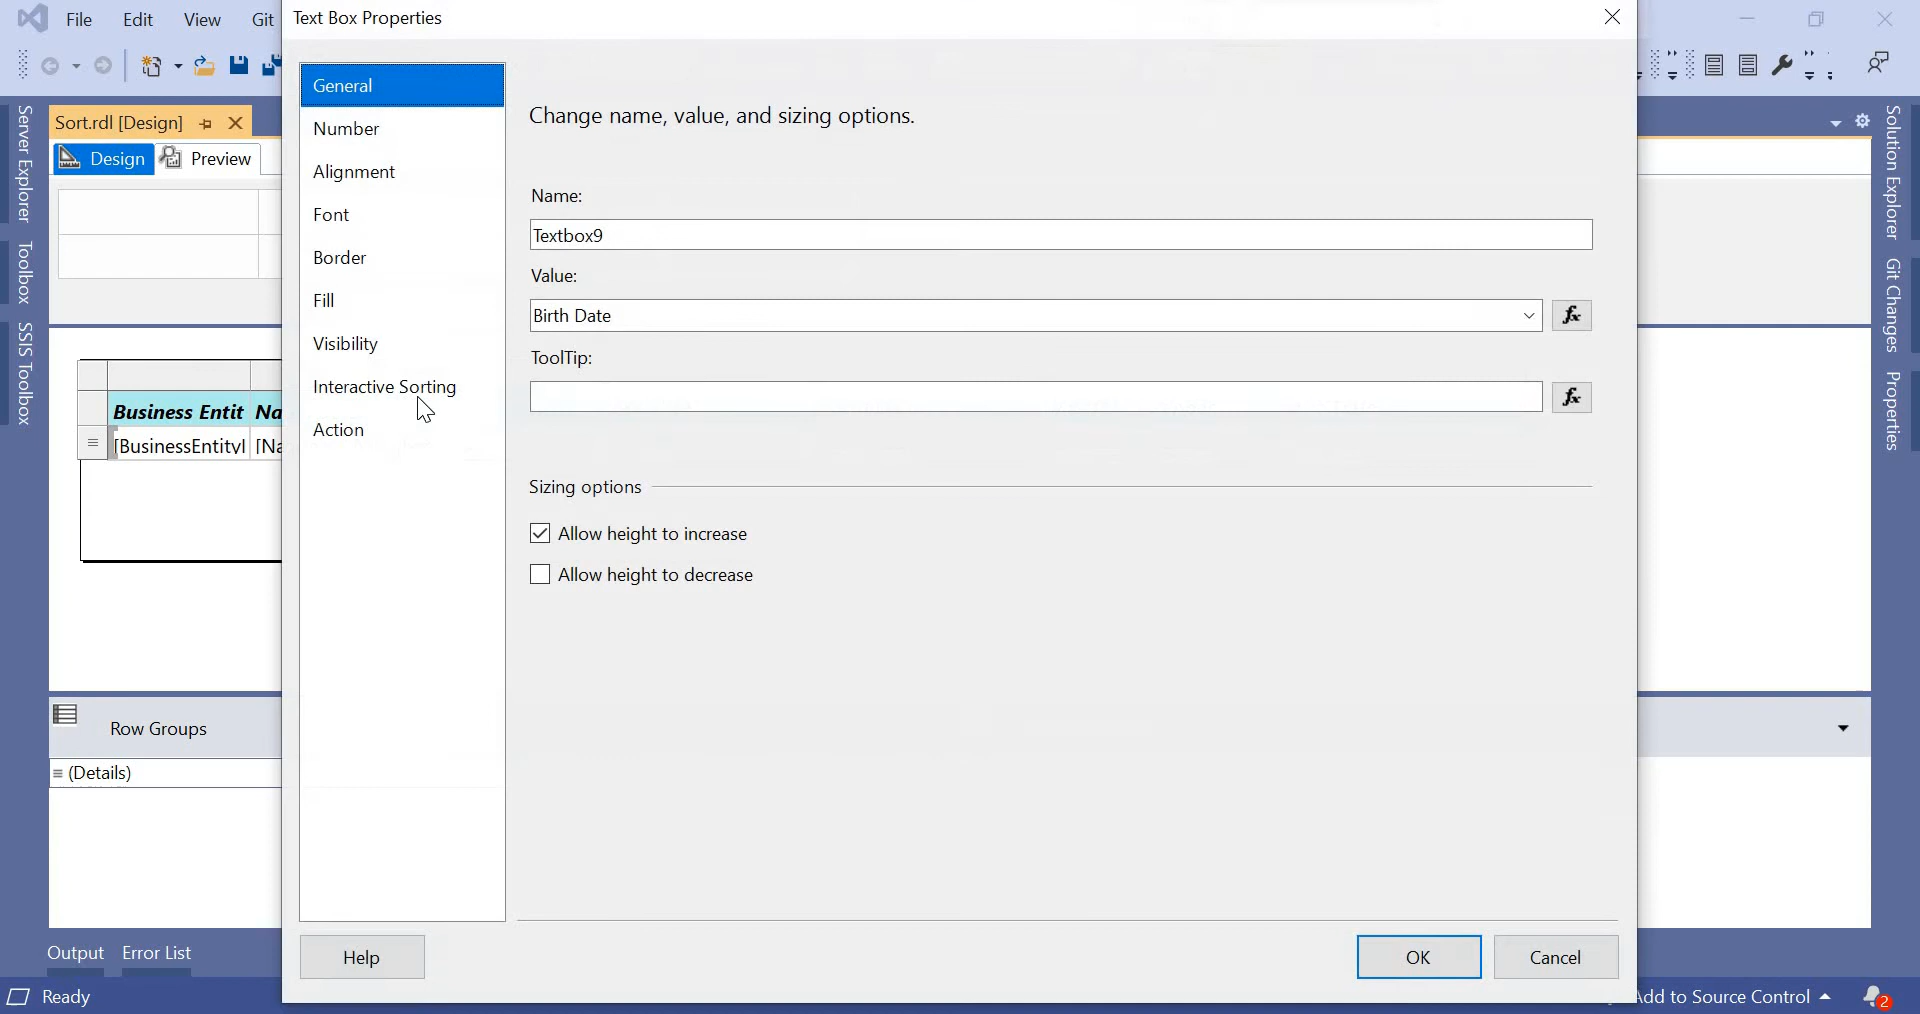 File Edit View Git
Text Box Properties
Sort.rdl [Design]
Design Preview
Server Explorer
Toolbox
SSIS Toolbox
General
Number
Alignment
Font
Border
Fill
Visibility
Interactive Sorting
Action
Change name, value, and sizing options.
Name:
Textbox9
Value:
Birth Date
fx
ToolTip:
fx
Sizing options
Allow height to increase
Allow height to decrease
Business Entit Na
[BusinessEntityI [Na
Row Groups
(Details)
Solution Explorer
Git Changes
Properties
Help
OK
Cancel
Output Error List
Ready
Add to Source Control
2